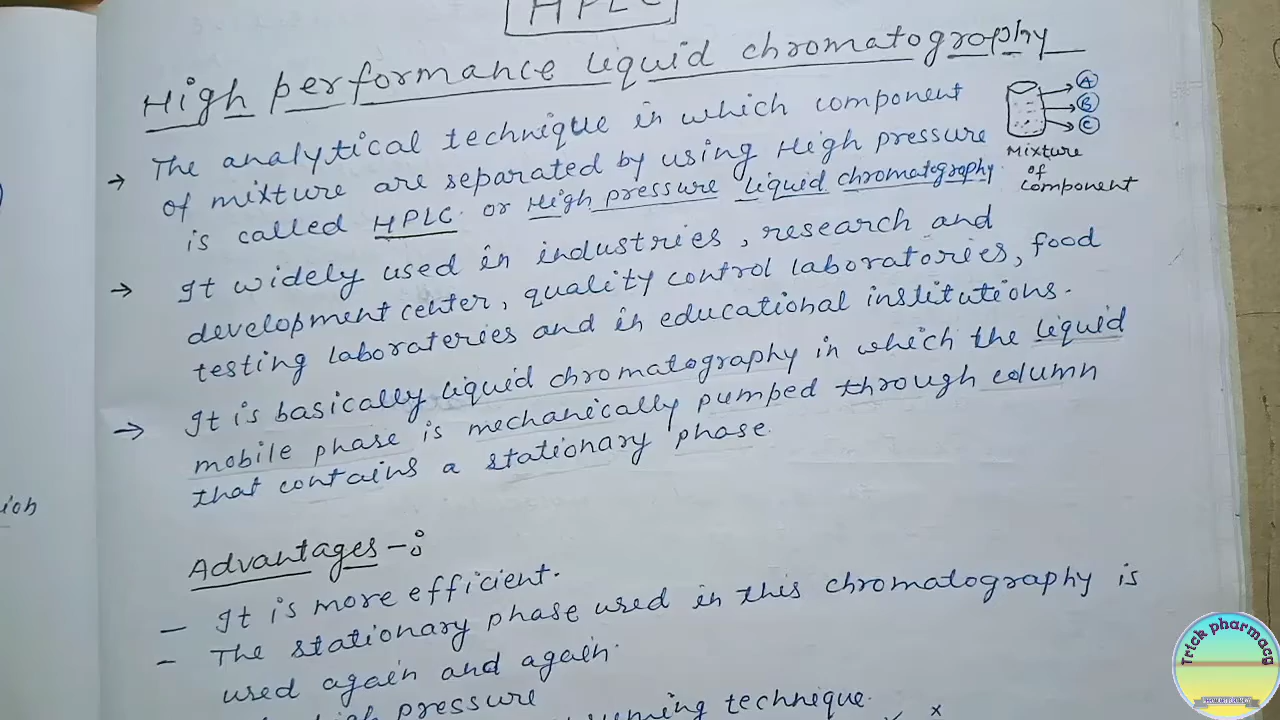 HPLC
High performance liquid chromatography
→ The analytical technique in which component
of mixture are separated by using High pressure
is called HPLC. or High pressure liquid chromatography.
A
B
C
Mixture
of
component
→ It widely used in industries, research and
development center, quality control laboratories, food
testing laborateries and in educational institutions.
→ It is basically liquid chromatography in which the liquid
mobile phase is mechanically pumped through column
that contains a stationary phase.
Advantages -:
- It is more efficient.
- The stationary phase used in this chromatography is
used again and again.
pressure
technique.
Trick pharmacy